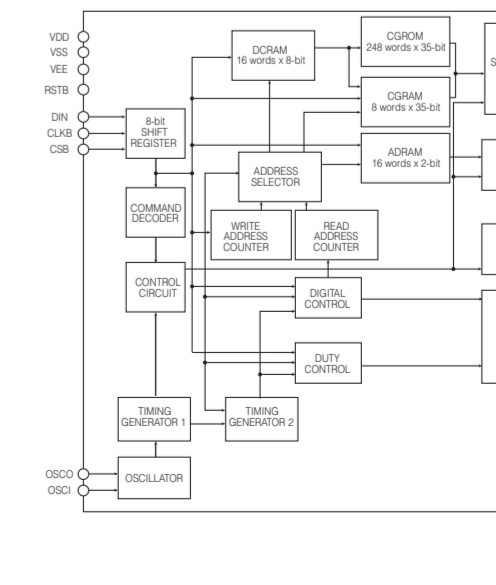 VDD
VSS
VEE
RSTB
DIN
CLKB
CSB
8-bit
SHIFT
REGISTER
COMMAND
DECODER
CONTROL
CIRCUIT
TIMING
GENERATOR 1
OSCO
OSCI
OSCILLATOR
DCRAM
16 words x 8-bit
ADDRESS
SELECTOR
WRITE
ADDRESS
COUNTER
READ
ADDRESS
COUNTER
DIGITAL
CONTROL
DUTY
CONTROL
TIMING
GENERATOR 2
CGROM
248 words x 35-bit
CGRAM
8 words x 35-bit
ADRAM
16 words x 2-bit
S